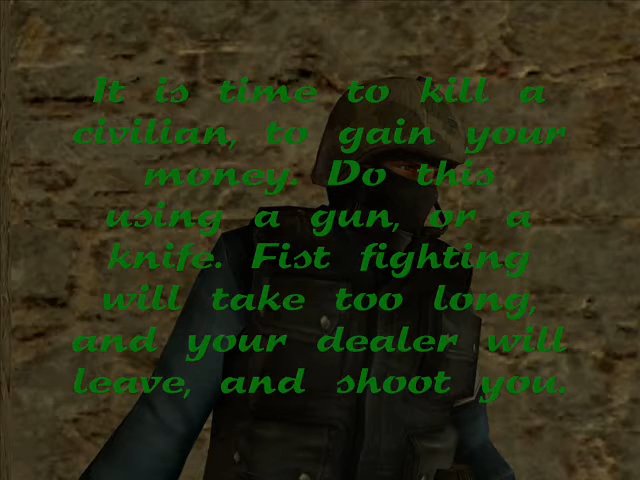 It is time to kill a
civilian, to gain your
money. Do this
using a gun, or a
knife. Fist fighting
will take too long,
and your dealer will
leave, and shoot you.